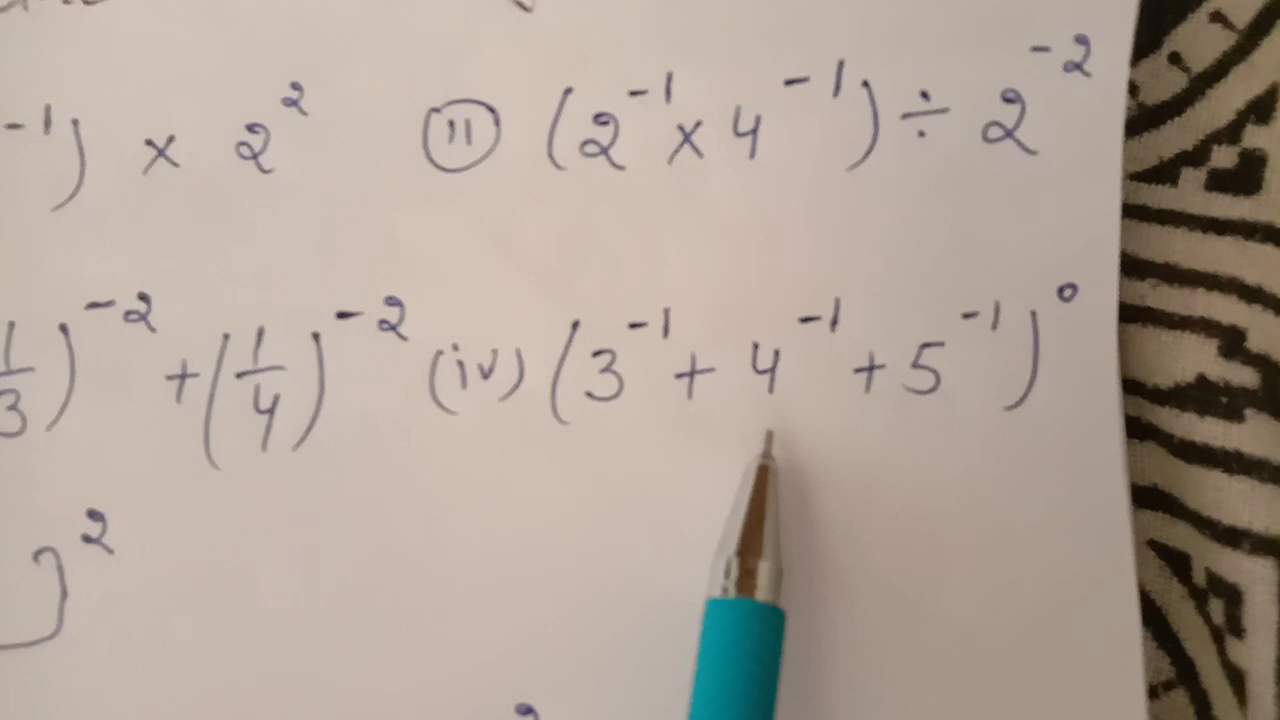 ⁻¹) × 2² (ii) (2⁻¹ × 4⁻¹) ÷ 2⁻²
1/3)⁻² + (1/4)⁻² (iv) (3⁻¹ + 4⁻¹ + 5⁻¹)⁰
]²